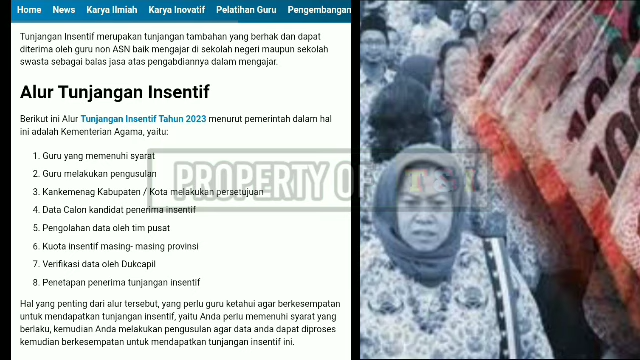 Home News Karya Ilmiah Karya Inovatif Pelatihan Guru Pengembangan
Tunjangan Insentif merupakan tunjangan tambahan yang berhak dan dapat
diterima oleh guru non ASN baik mengajar di sekolah negeri maupun sekolah
swasta sebagai balas jasa atas pengabdiannya dalam mengajar.
Alur Tunjangan Insentif
Berikut ini Alur Tunjangan Insentif Tahun 2023 menurut pemerintah dalam hal
ini adalah Kementerian Agama, yaitu:
1. Guru yang memenuhi syarat
2. Guru melakukan pengusulan
3. Kankemenag Kabupaten / Kota melakukan persetujuan
4. Data Calon kandidat penerima insentif
5. Pengolahan data oleh tim pusat
6. Kuota insentif masing- masing provinsi
7. Verifikasi data oleh Dukcapil
8. Penetapan penerima tunjangan insentif
Hal yang penting dari alur tersebut, yang perlu guru ketahui agar berkesempatan
untuk mendapatkan tunjangan insentif, yaitu Anda perlu memenuhi syarat yang
berlaku, kemudian Anda melakukan pengusulan agar data anda dapat diproses
kemudian berkesempatan untuk mendapatkan tunjangan insentif ini.
PROPERTY OF